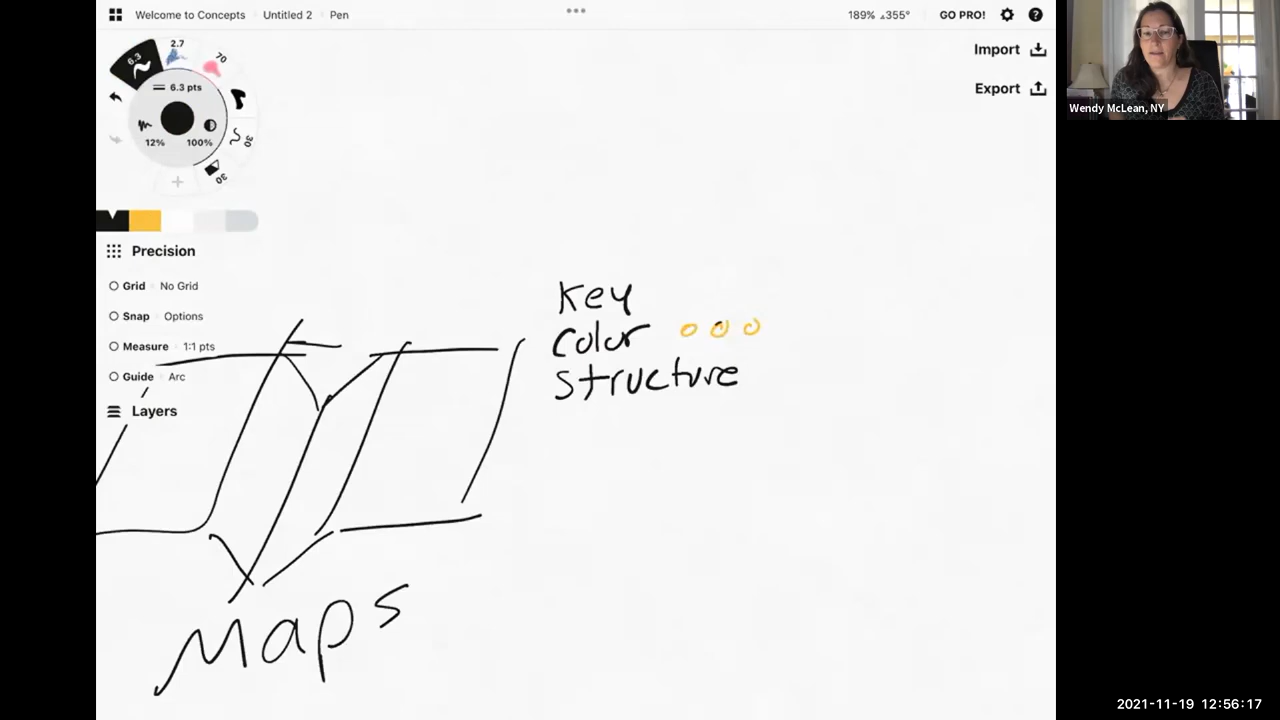 Welcome to Concepts Untitled 2 Pen
189% 355° GO PRO! ?
Import
Export
6.3
2.7
70
6.3 pts
12% 100%
30
30
Precision
Grid No Grid
Snap Options
Measure 1:1 pts
Guide Arc
Layers
Key
Color
Structure
Maps
Wendy McLean, NY
2021-11-19 12:56:17